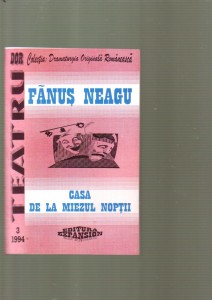 DOR
Colecția: Dramaturgie Originală Românească
TEATRU
FĂNUȘ NEAGU
CASA
DE LA MIEZUL NOPȚII
3
1994
EDITURA
EXPANSION